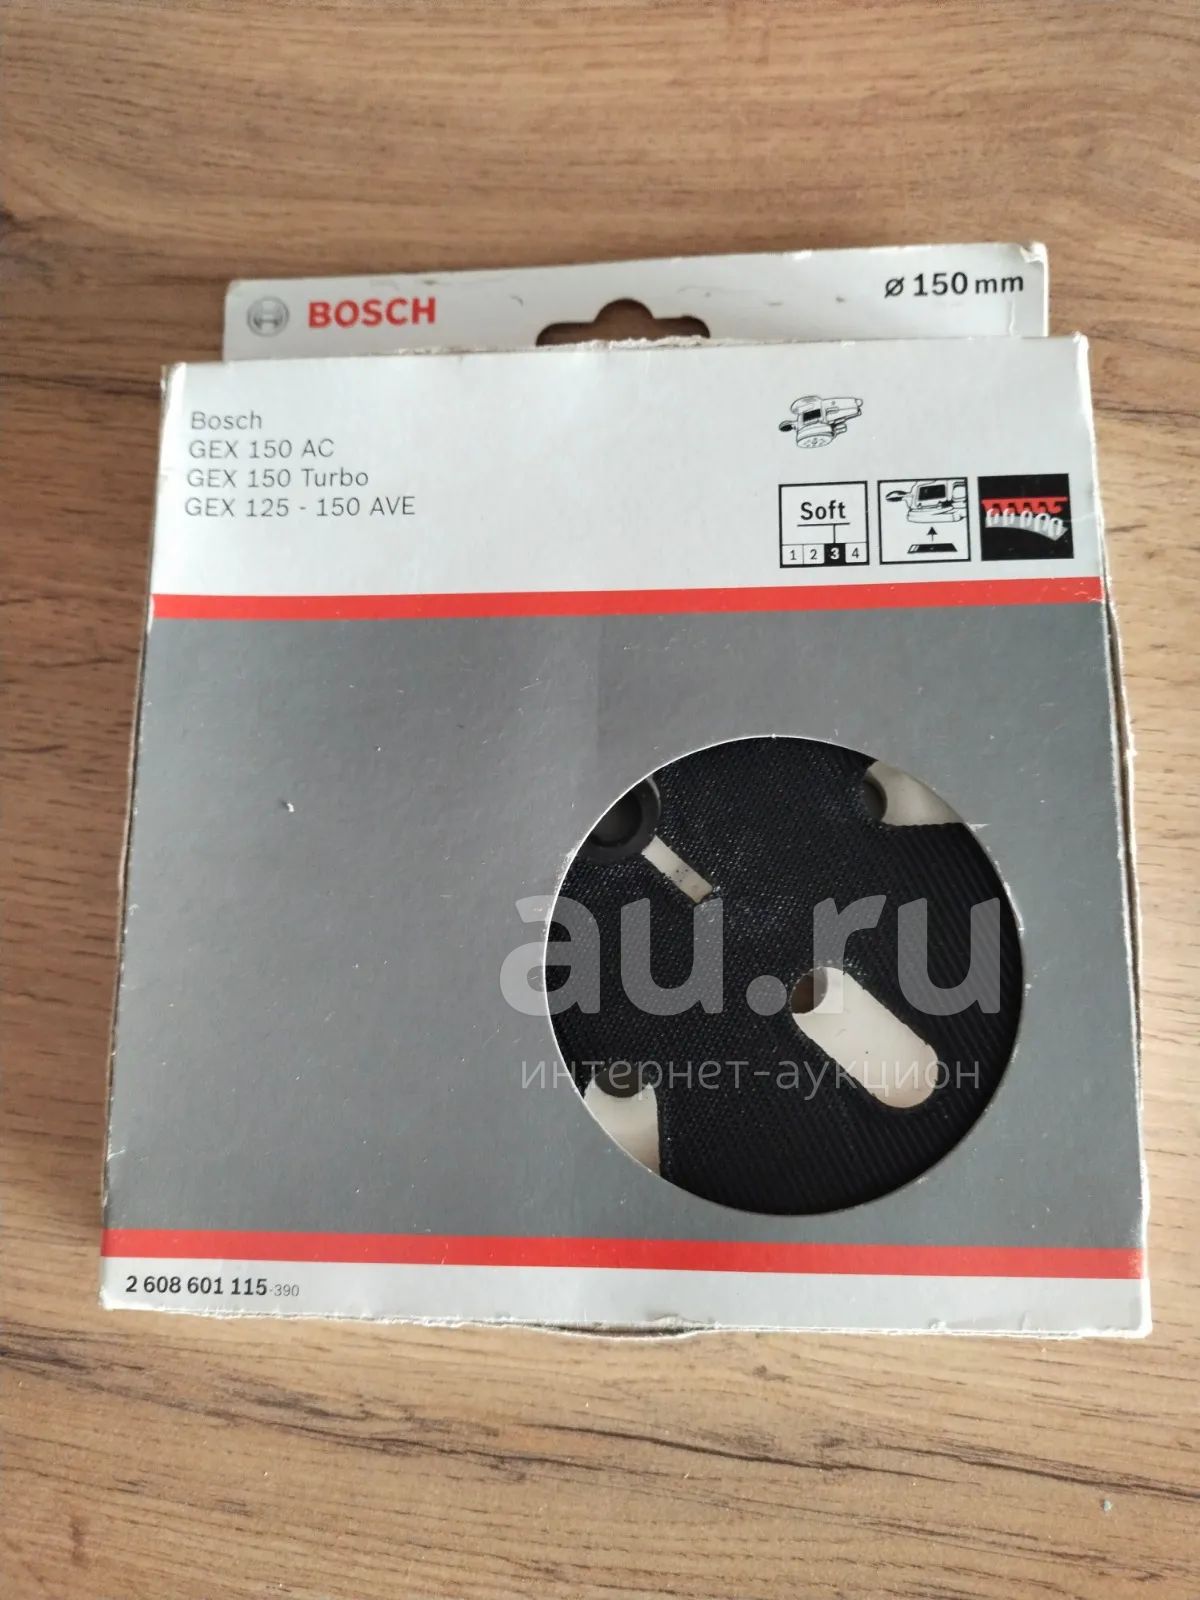 BOSCH
Ø 150 mm
Bosch
GEX 150 AC
GEX 150 Turbo
GEX 125 - 150 AVE
Soft
1 2 3 4
au.ru
интернет-аукцион
2 608 601 115-390